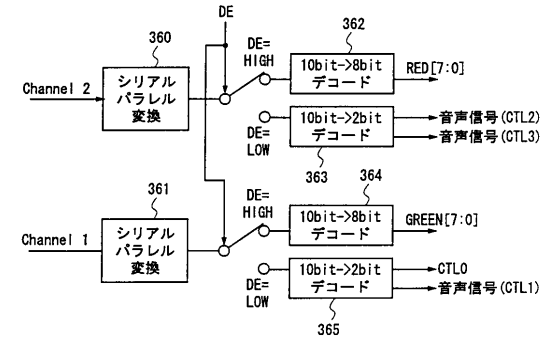 DE
360
Channel 2
シリアル
パラレル
変換
DE=
HIGH
362
10bit->8bit
デコード
RED[7:0]
DE=
LOW
10bit->2bit
デコード
363
音声信号(CTL2)
音声信号(CTL3)
361
Channel 1
シリアル
パラレル
変換
DE=
HIGH
364
10bit->8bit
デコード
GREEN[7:0]
DE=
LOW
10bit->2bit
デコード
365
CTL0
音声信号(CTL1)